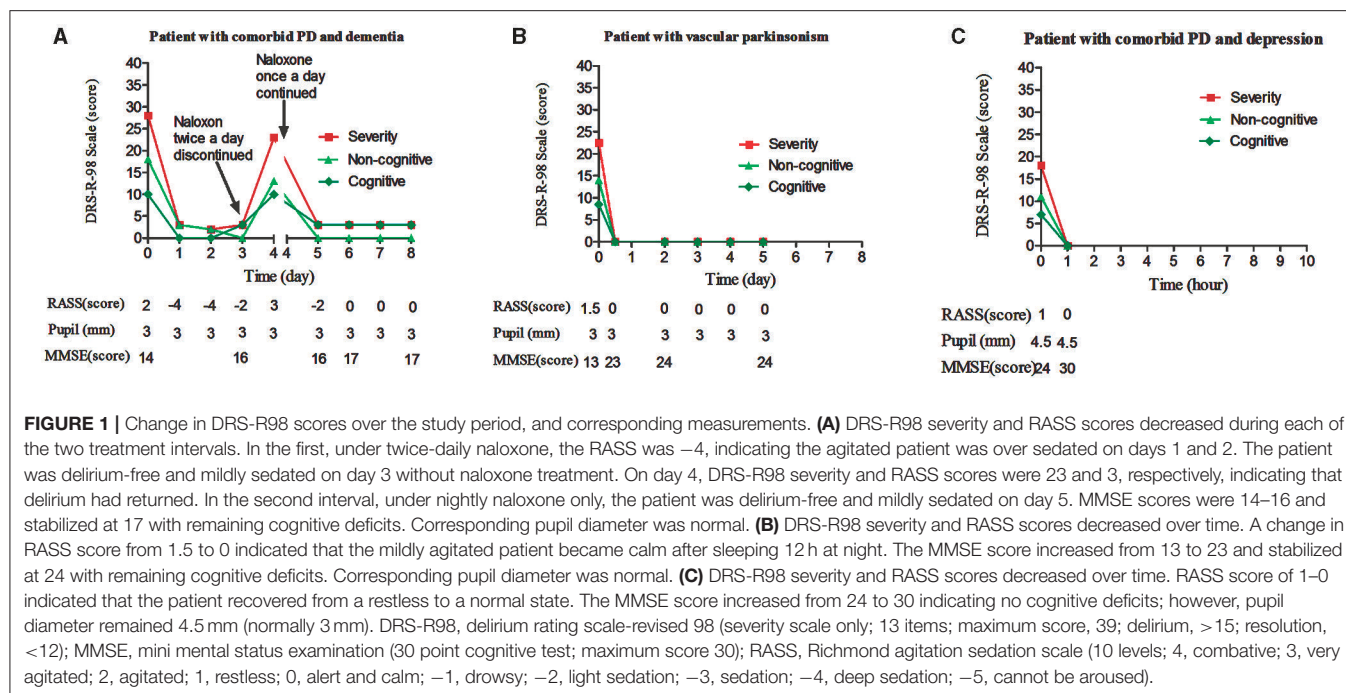 A
Patient with comorbid PD and dementia
DRS-R-98 Scale (score)
40
35
30
25
20
15
10
5
0
Naloxon
twice a day
discontinued
Naloxone
once a day
continued
Severity
Non-cognitive
Cognitive
0 1 2 3 4 4 5 6 7 8
Time (day)
RASS(score) 2 -4 -4 -2 3 -2 0 0 0
Pupil (mm) 3 3 3 3 3 3 3 3 3
MMSE(score) 14 16 16 17 17
B
Patient with vascular parkinsonism
DRS-R-98 Scale (score)
40
35
30
25
20
15
10
5
0
Severity
Non-cognitive
Cognitive
0 1 2 3 4 5 6 7 8
Time (day)
RASS(score) 1.5 0 0 0 0 0
Pupil (mm) 3 3 3 3 3 3
MMSE(score) 13 23 24 24
C
Patient with comorbid PD and depression
DRS-R-98 Scale (score)
40
35
30
25
20
15
10
5
0
Severity
Non-cognitive
Cognitive
0 1 2 3 4 5 6 7 8 9 10
Time (hour)
RASS(score) 1 0
Pupil (mm) 4.5 4.5
MMSE(score) 24 30
FIGURE 1 | Change in DRS-R98 scores over the study period, and corresponding measurements. (A) DRS-R98 severity and RASS scores decreased during each of
the two treatment intervals. In the first, under twice-daily naloxone, the RASS was −4, indicating the agitated patient was over sedated on days 1 and 2. The patient
was delirium-free and mildly sedated on day 3 without naloxone treatment. On day 4, DRS-R98 severity and RASS scores were 23 and 3, respectively, indicating that
delirium had returned. In the second interval, under nightly naloxone only, the patient was delirium-free and mildly sedated on day 5. MMSE scores were 14–16 and
stabilized at 17 with remaining cognitive deficits. Corresponding pupil diameter was normal. (B) DRS-R98 severity and RASS scores decreased over time. A change in
RASS score from 1.5 to 0 indicated that the mildly agitated patient became calm after sleeping 12 h at night. The MMSE score increased from 13 to 23 and stabilized
at 24 with remaining cognitive deficits. Corresponding pupil diameter was normal. (C) DRS-R98 severity and RASS scores decreased over time. RASS score of 1–0
indicated that the patient recovered from a restless to a normal state. The MMSE score increased from 24 to 30 indicating no cognitive deficits; however, pupil
diameter remained 4.5 mm (normally 3 mm). DRS-R98, delirium rating scale-revised 98 (severity scale only; 13 items; maximum score, 39; delirium, >15; resolution,
<12); MMSE, mini mental status examination (30 point cognitive test; maximum score 30); RASS, Richmond agitation sedation scale (10 levels; 4, combative; 3, very
agitated; 2, agitated; 1, restless; 0, alert and calm; −1, drowsy; −2, light sedation; −3, sedation; −4, deep sedation; −5, cannot be aroused).